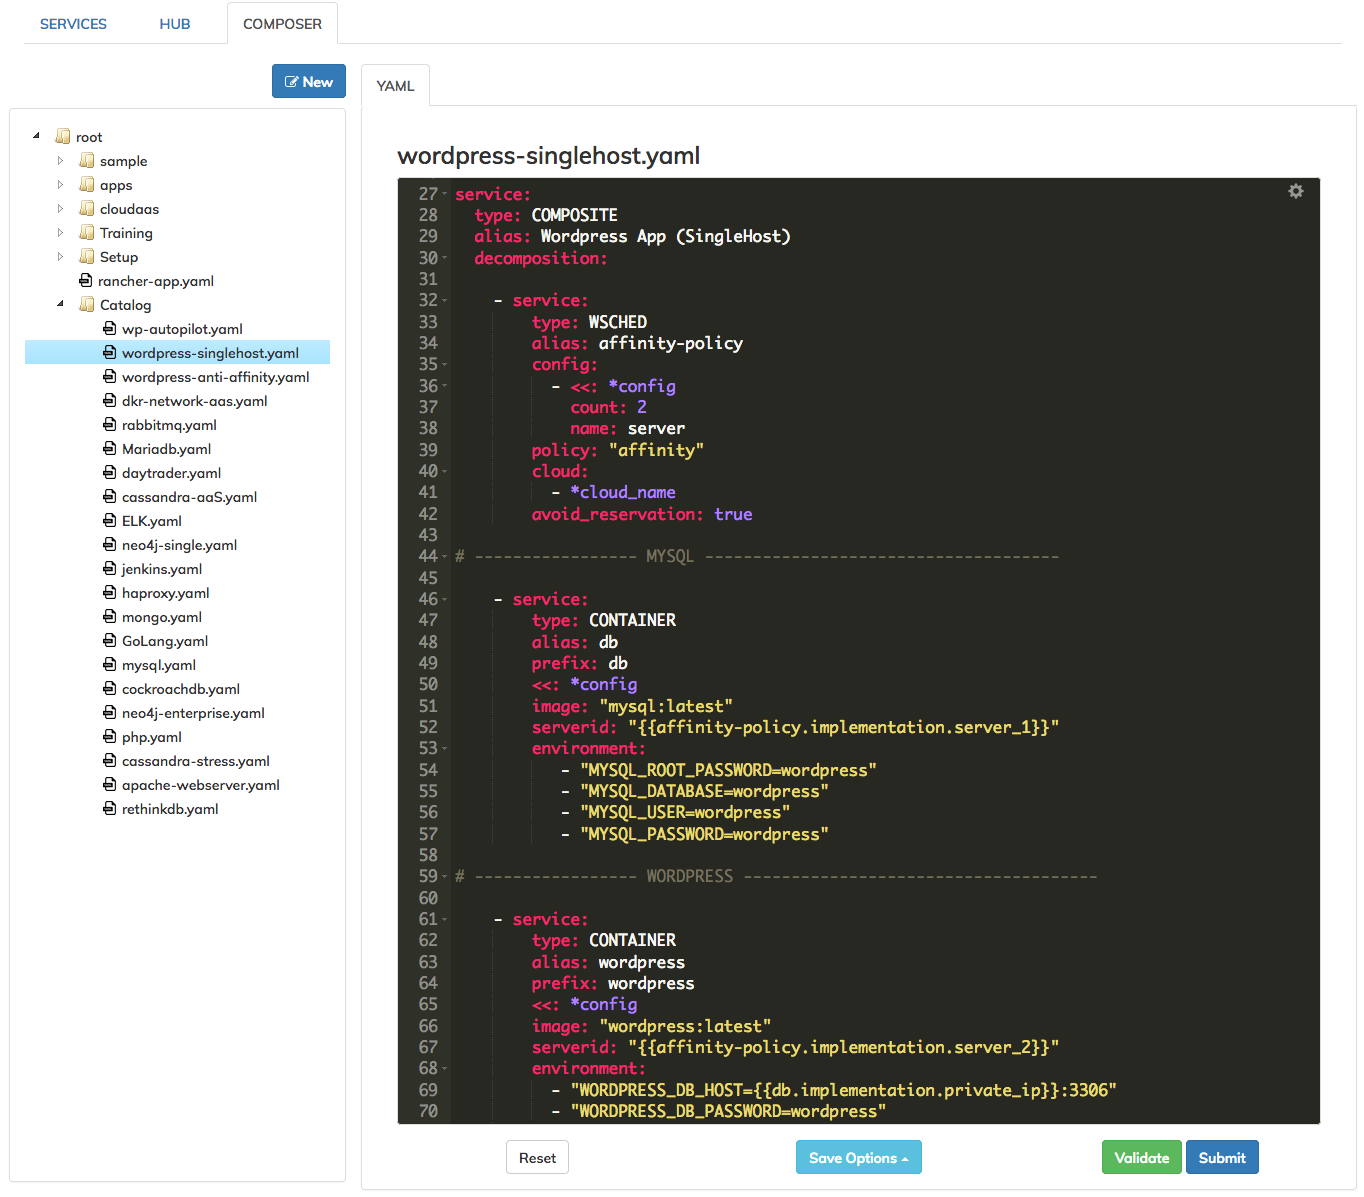 SERVICES HUB COMPOSER
New
YAML
root
sample
apps
cloudaas
Training
Setup
rancher-app.yaml
Catalog
wp-autopilot.yaml
wordpress-singlehost.yaml
wordpress-anti-affinity.yaml
dkr-network-aas.yaml
rabbitmq.yaml
Mariadb.yaml
daytrader.yaml
cassandra-aaS.yaml
ELK.yaml
neo4j-single.yaml
jenkins.yaml
haproxy.yaml
mongo.yaml
GoLang.yaml
mysql.yaml
cockroachdb.yaml
neo4j-enterprise.yaml
php.yaml
cassandra-stress.yaml
apache-webserver.yaml
rethinkdb.yaml
wordpress-singlehost.yaml
27 service:
28 type: COMPOSITE
29 alias: Wordpress App (SingleHost)
30 decomposition:
31
32 - service:
33 type: WSCHED
34 alias: affinity-policy
35 config:
36 - <<: *config
37 count: 2
38 name: server
39 policy: "affinity"
40 cloud:
41 - *cloud_name
42 avoid_reservation: true
43
44 # ----------------- MYSQL -------------------------------------
45
46 - service:
47 type: CONTAINER
48 alias: db
49 prefix: db
50 <<: *config
51 image: "mysql:latest"
52 serverid: "{{affinity-policy.implementation.server_1}}"
53 environment:
54 - "MYSQL_ROOT_PASSWORD=wordpress"
55 - "MYSQL_DATABASE=wordpress"
56 - "MYSQL_USER=wordpress"
57 - "MYSQL_PASSWORD=wordpress"
58
59 # ----------------- WORDPRESS -------------------------------------
60
61 - service:
62 type: CONTAINER
63 alias: wordpress
64 prefix: wordpress
65 <<: *config
66 image: "wordpress:latest"
67 serverid: "{{affinity-policy.implementation.server_2}}"
68 environment:
69 - "WORDPRESS_DB_HOST={{db.implementation.private_ip}}:3306"
70 - "WORDPRESS_DB_PASSWORD=wordpress"
Reset Save Options Validate Submit